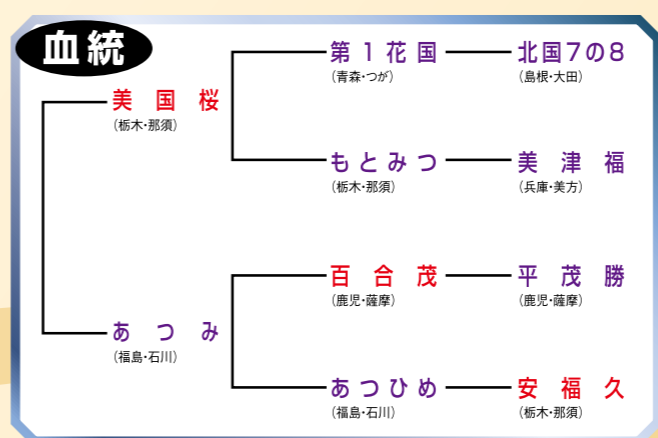 血統
第1花国
北国7の8
(青森・つが)
(島根・大田)
美国桜
(栃木・那須)
もとみつ
美津福
(栃木・那須)
(兵庫・美方)
百合茂
平茂勝
(鹿児・薩摩)
(鹿児・薩摩)
あつみ
(福島・石川)
あつひめ
安福久
(福島・石川)
(栃木・那須)